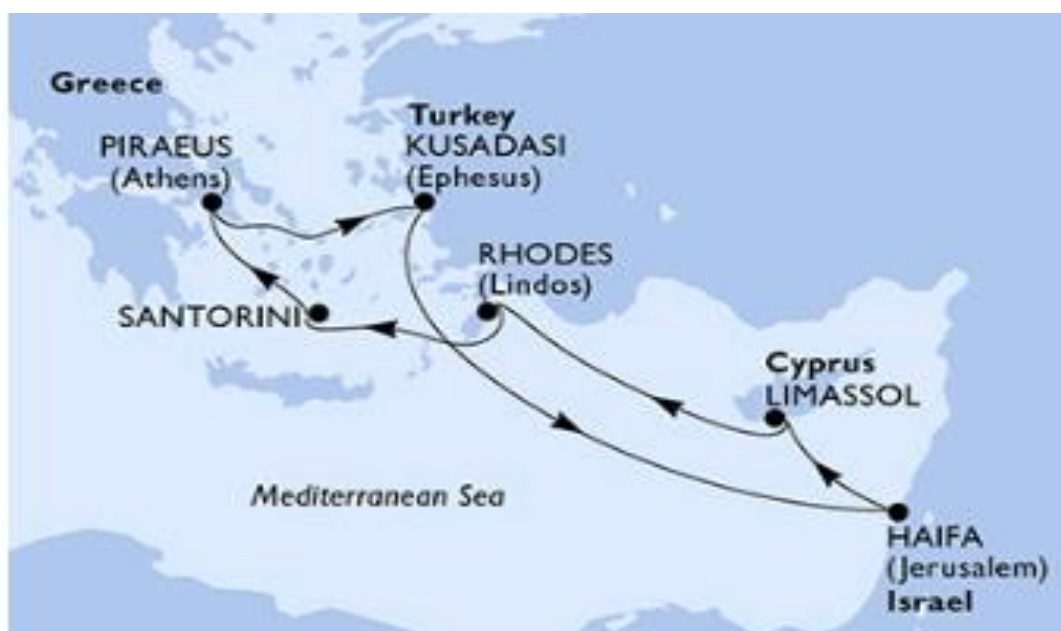 Greece
PIRAEUS
(Athens)
Turkey
KUSADASI
(Ephesus)
RHODES
(Lindos)
SANTORINI
Cyprus
LIMASSOL
Mediterranean Sea
HAIFA
(Jerusalem)
Israel